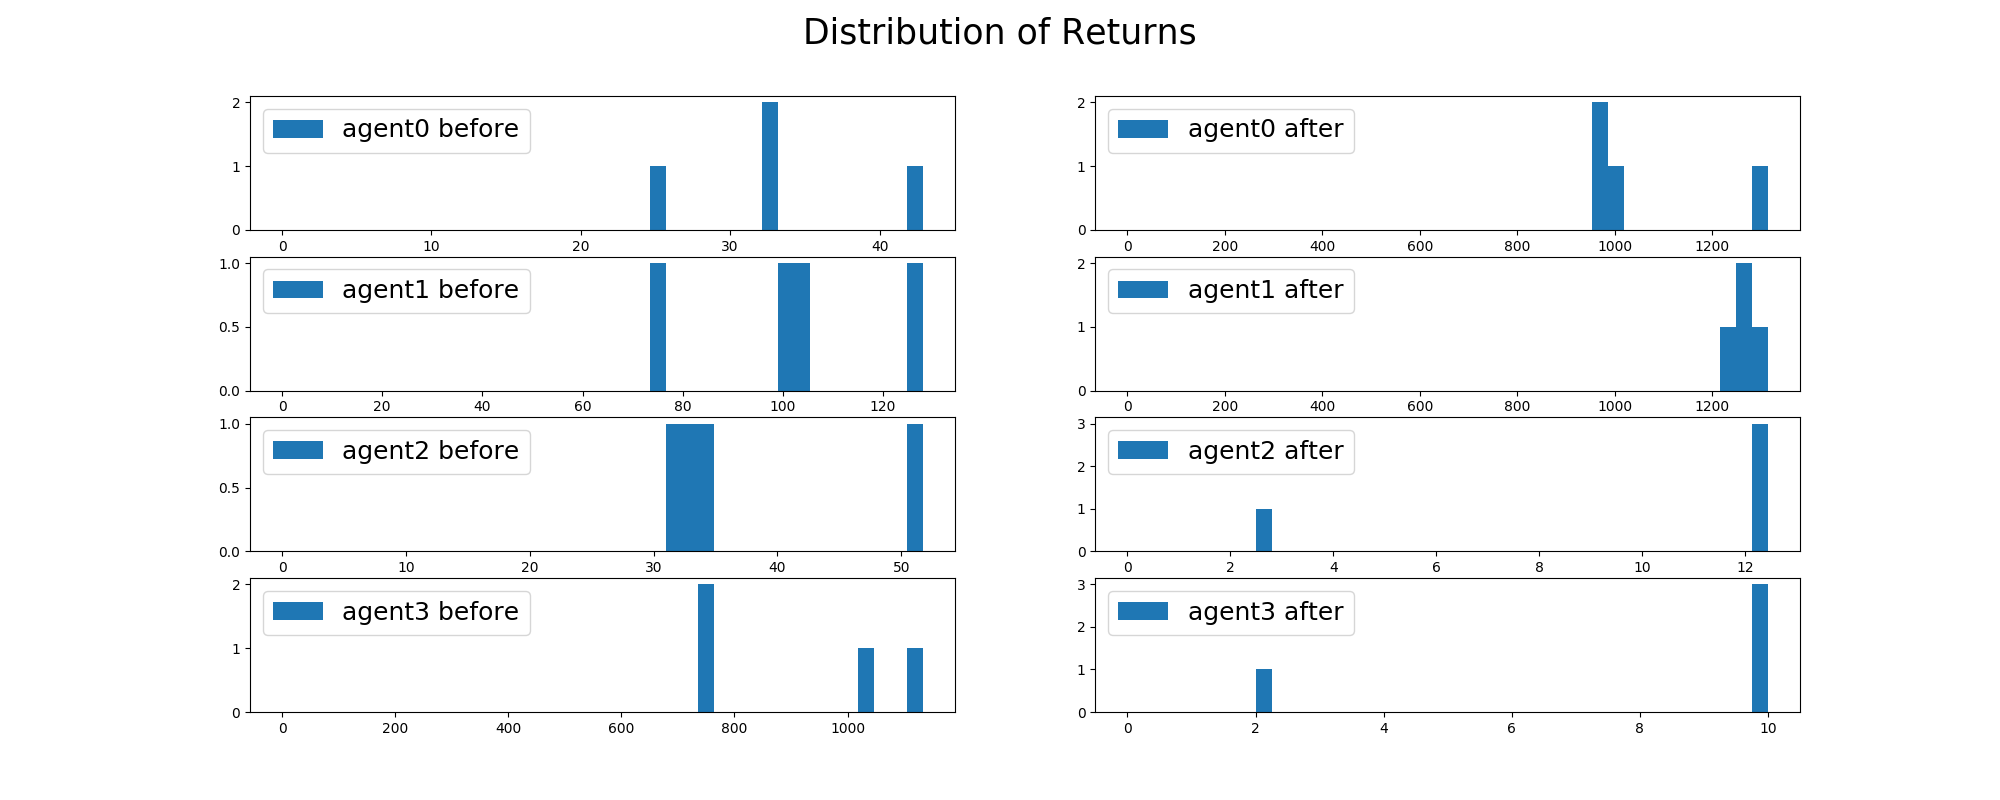 Distribution of Returns
2
1
0
agent0 before
0 10 20 30 40
2
1
0
agent0 after
0 200 400 600 800 1000 1200
1.0
0.5
0.0
agent1 before
0 20 40 60 80 100 120
2
1
0
agent1 after
0 200 400 600 800 1000 1200
1.0
0.5
0.0
agent2 before
0 10 20 30 40 50
3
2
1
0
agent2 after
0 2 4 6 8 10 12
2
1
0
agent3 before
0 200 400 600 800 1000
3
2
1
0
agent3 after
0 2 4 6 8 10